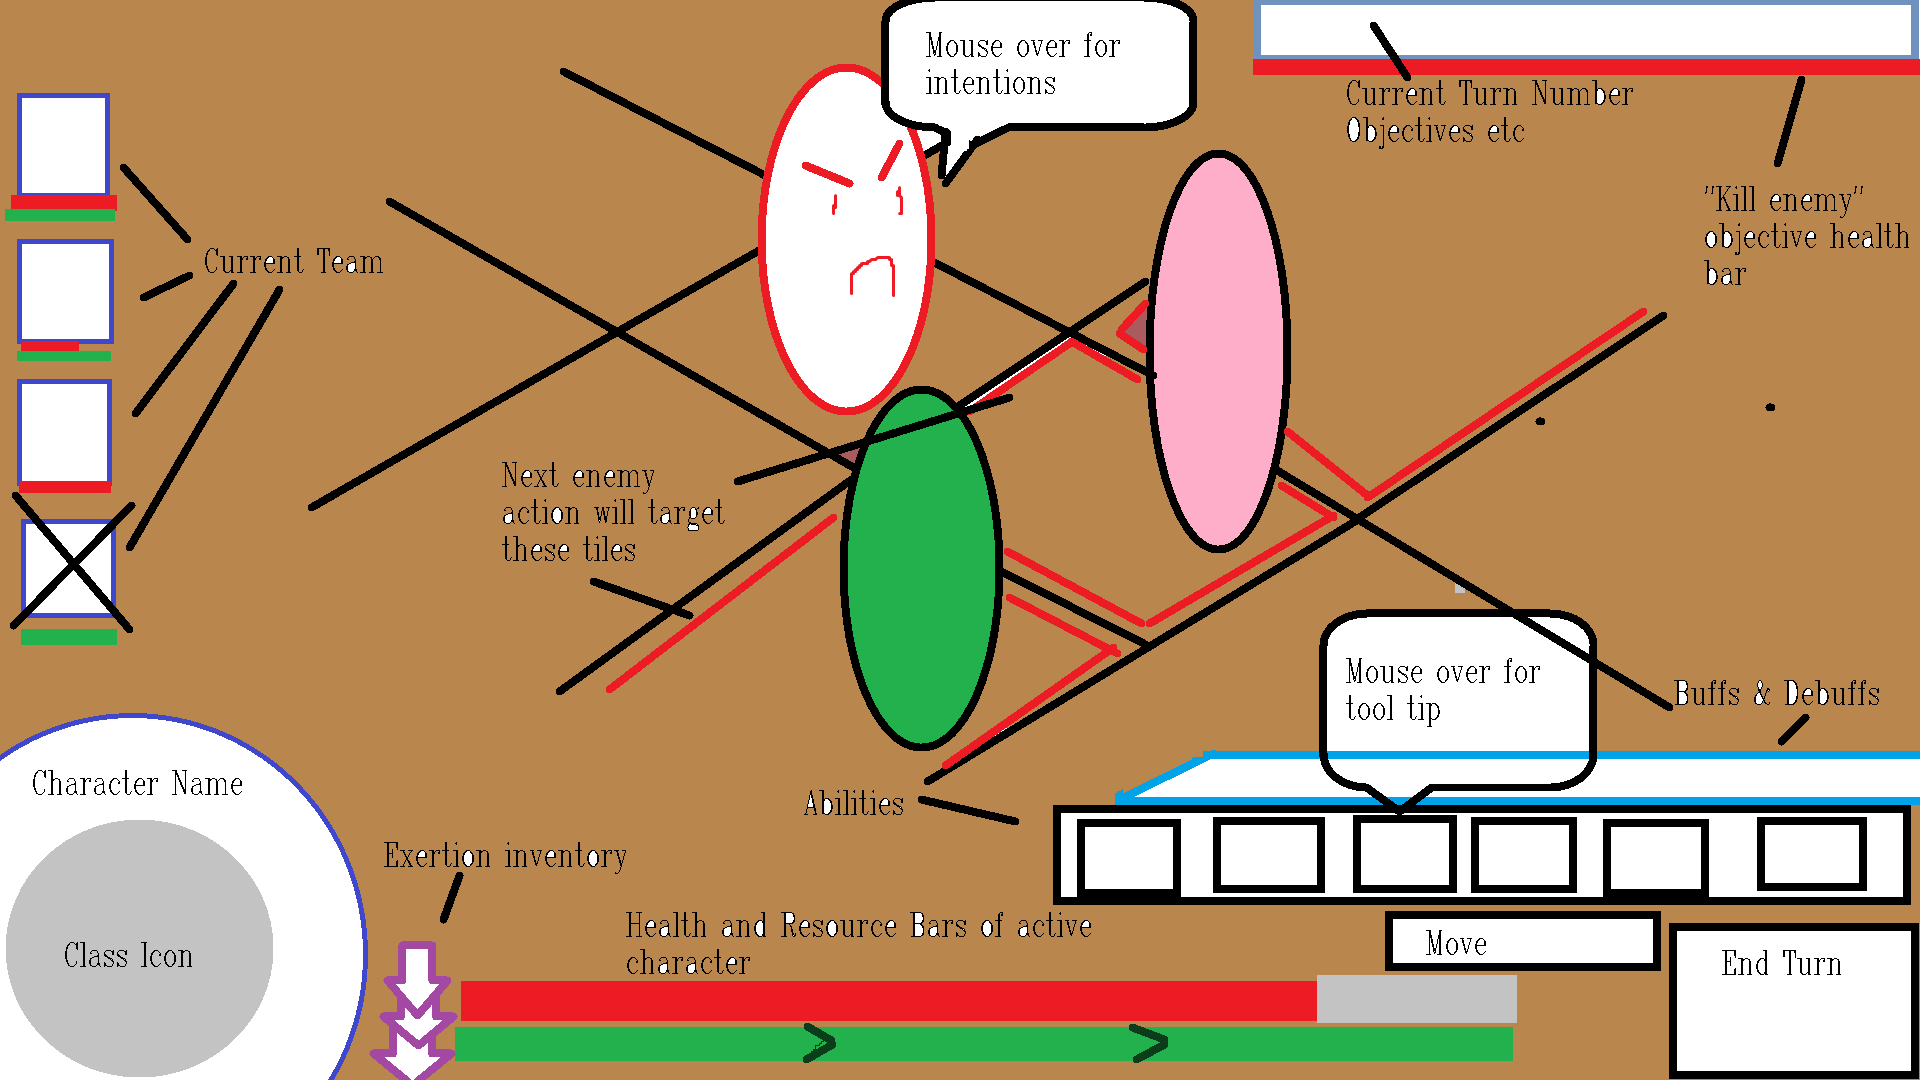 Mouse over for
intentions
Current Turn Number
Objectives etc
"Kill enemy"
objective health
bar
Current Team
Next enemy
action will target
these tiles
Mouse over for
tool tip
Buffs & Debuffs
Character Name
Abilities
Exertion inventory
Health and Resource Bars of active
character
Class Icon
Move
End Turn